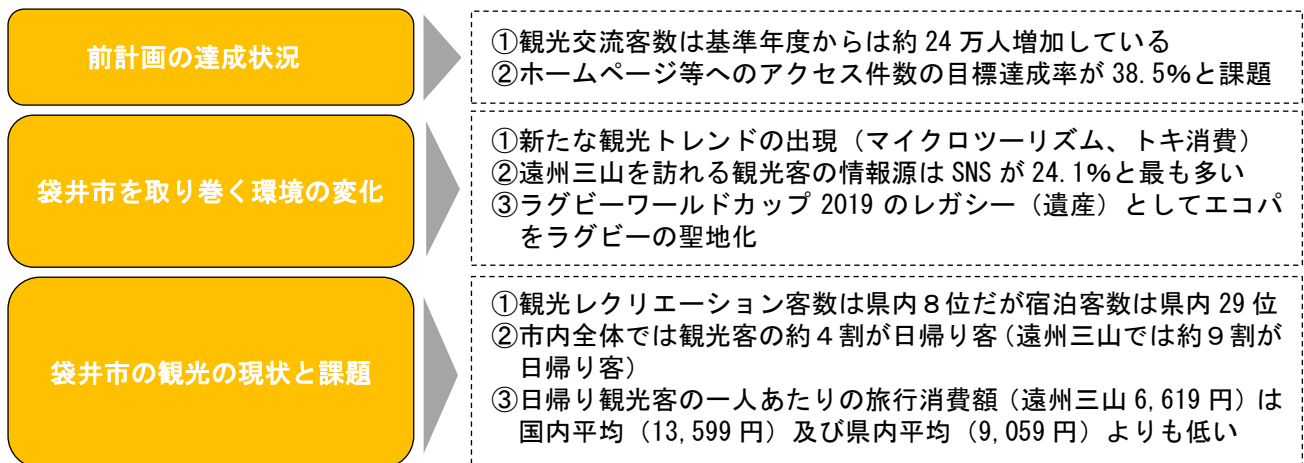 前計画の達成状況
①観光交流客数は基準年度からは約 24 万人増加している
②ホームページ等へのアクセス件数の目標達成率が 38.5％と課題
袋井市を取り巻く環境の変化
①新たな観光トレンドの出現（マイクロツーリズム、トキ消費）
②遠州三山を訪れる観光客の情報源は SNS が 24.1％と最も多い
③ラグビーワールドカップ 2019 のレガシー（遺産）としてエコパ
をラグビーの聖地化
袋井市の観光の現状と課題
①観光レクリエーション客数は県内８位だが宿泊客数は県内 29 位
②市内全体では観光客の約４割が日帰り客（遠州三山では約９割が
日帰り客）
③日帰り観光客の一人あたりの旅行消費額（遠州三山 6,619 円）は
国内平均（13,599 円）及び県内平均（9,059 円）よりも低い